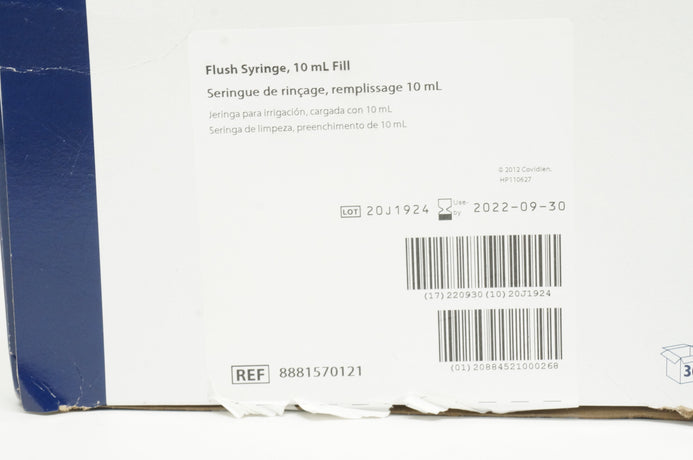 Flush Syringe, 10 mL Fill
Seringue de rinçage, remplissage 10 mL
Jeringa para irrigación, cargada con 10 mL
Seringa de limpeza, preenchimento de 10 mL
© 2012 Covidien.
HP110627
LOT 20J1924 Use-by 2022-09-30
(17)220930(10)20J1924
(01)20884521000268
REF 8881570121